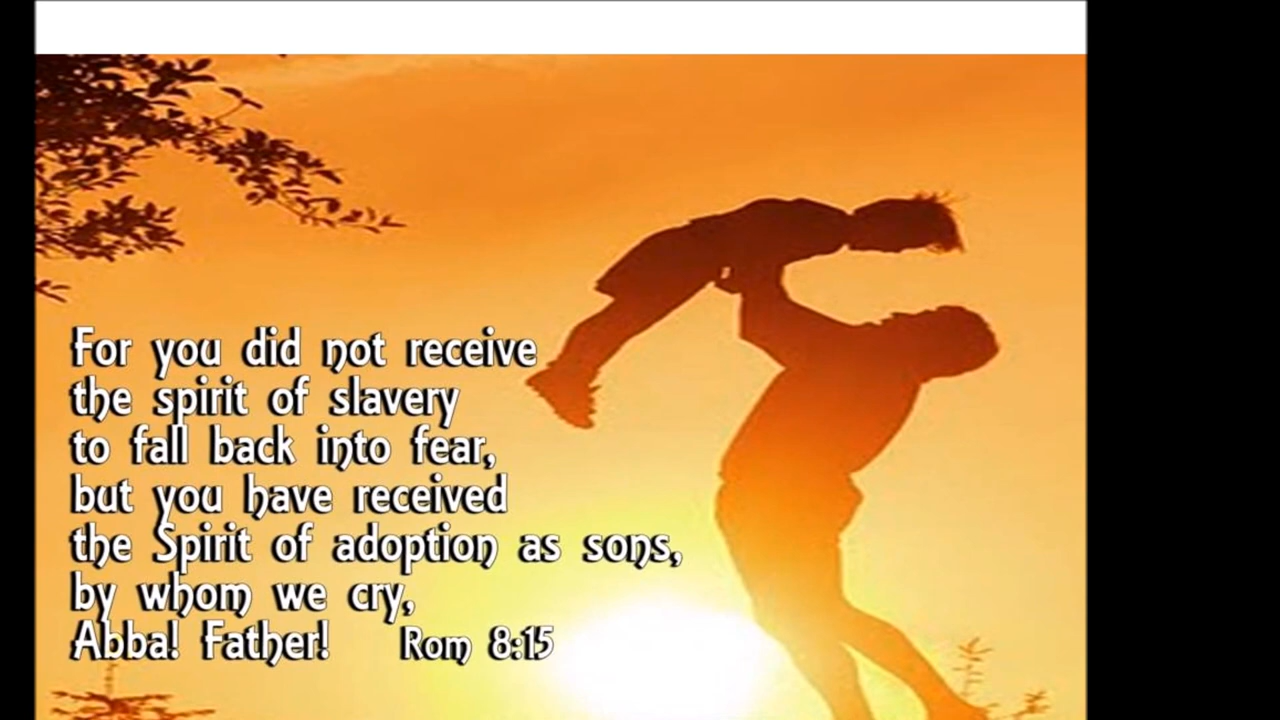 For you did not receive
the spirit of slavery
to fall back into fear,
but you have received
the Spirit of adoption as sons,
by whom we cry,
Abba! Father! Rom 8:15